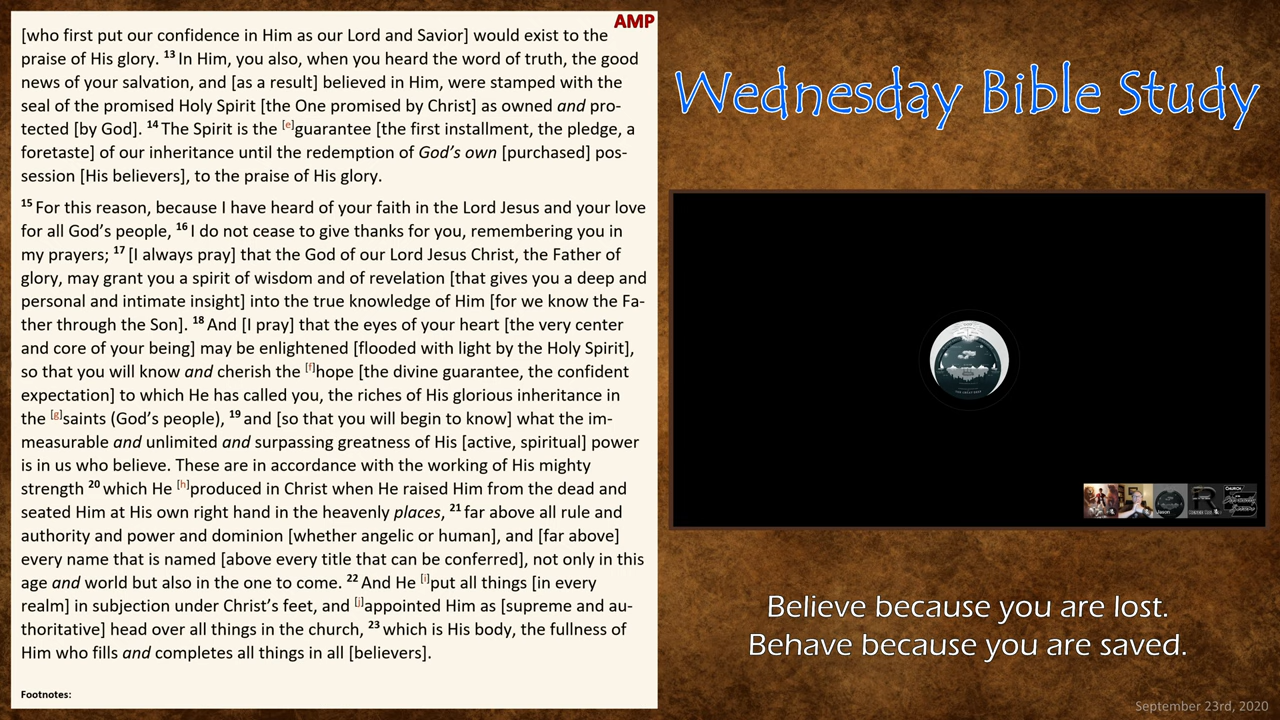 AMP
[who first put our confidence in Him as our Lord and Savior] would exist to the
praise of His glory. 13 In Him, you also, when you heard the word of truth, the good
news of your salvation, and [as a result] believed in Him, were stamped with the
seal of the promised Holy Spirit [the One promised by Christ] as owned and pro-
tected [by God]. 14 The Spirit is the [e]guarantee [the first installment, the pledge, a
foretaste] of our inheritance until the redemption of God’s own [purchased] pos-
session [His believers], to the praise of His glory.
15 For this reason, because I have heard of your faith in the Lord Jesus and your love
for all God’s people, 16 I do not cease to give thanks for you, remembering you in
my prayers; 17 [I always pray] that the God of our Lord Jesus Christ, the Father of
glory, may grant you a spirit of wisdom and of revelation [that gives you a deep and
personal and intimate insight] into the true knowledge of Him [for we know the Fa-
ther through the Son]. 18 And [I pray] that the eyes of your heart [the very center
and core of your being] may be enlightened [flooded with light by the Holy Spirit],
so that you will know and cherish the [f]hope [the divine guarantee, the confident
expectation] to which He has called you, the riches of His glorious inheritance in
the [g]saints (God’s people), 19 and [so that you will begin to know] what the im-
measurable and unlimited and surpassing greatness of His [active, spiritual] power
is in us who believe. These are in accordance with the working of His mighty
strength 20 which He [h]produced in Christ when He raised Him from the dead and
seated Him at His own right hand in the heavenly places, 21 far above all rule and
authority and power and dominion [whether angelic or human], and [far above]
every name that is named [above every title that can be conferred], not only in this
age and world but also in the one to come. 22 And He [i]put all things [in every
realm] in subjection under Christ’s feet, and [j]appointed Him as [supreme and au-
thoritative] head over all things in the church, 23 which is His body, the fullness of
Him who fills and completes all things in all [believers].
Footnotes:
Wednesday Bible Study
Jason
Believe because you are lost.
Behave because you are saved.
September 23rd, 2020